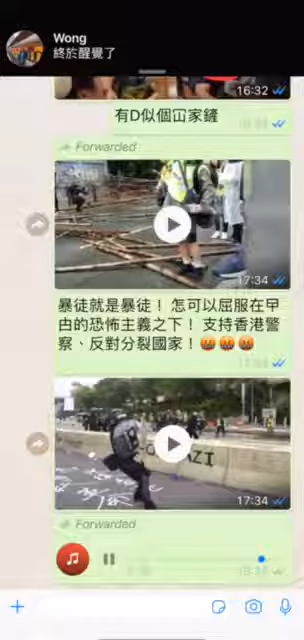 Wong
終於醒覺了
16:32
有D似個冚家鏟
Forwarded
17:34
暴徒就是暴徒！ 怎可以屈服在曱
甴的恐怖主義之下！ 支持香港警
察、反對分裂國家！🤬🤬🤬
17:34
Forwarded